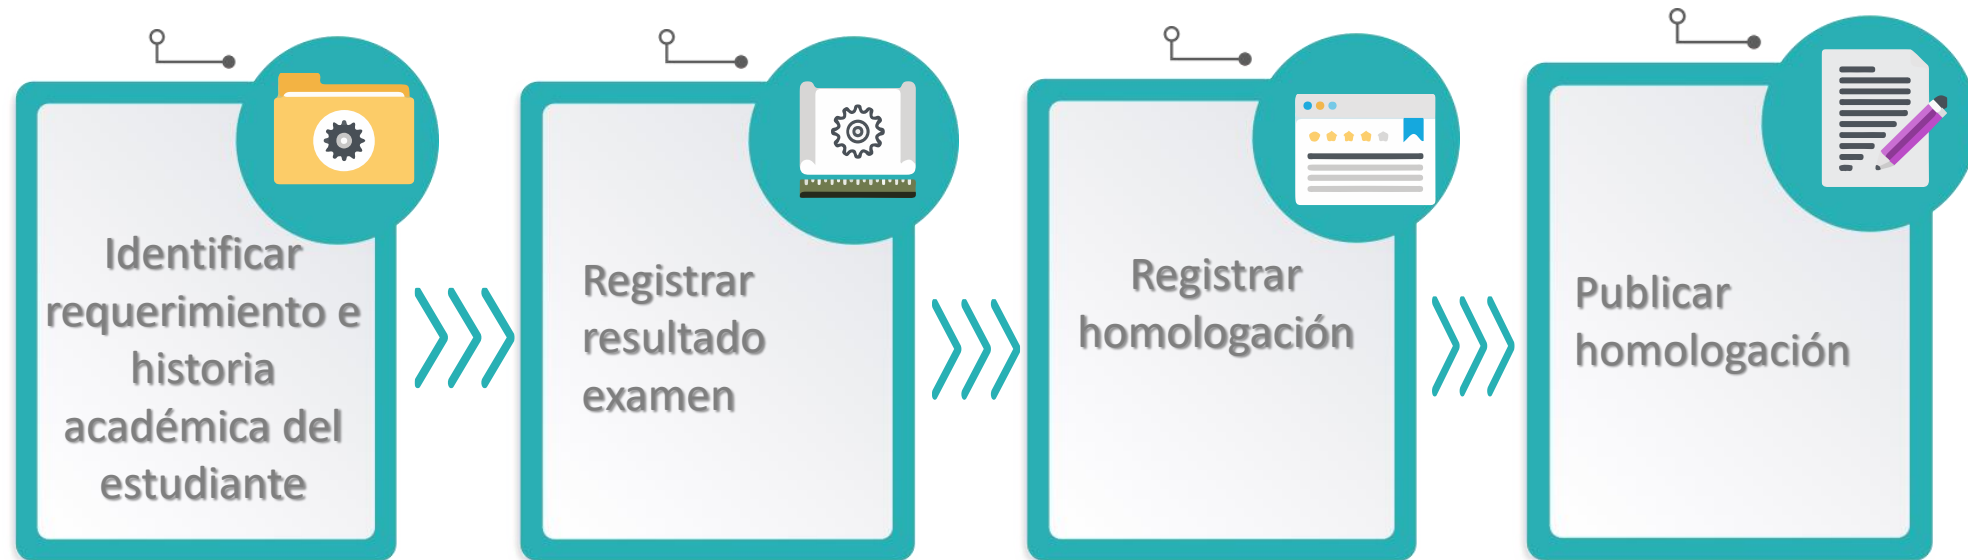 Identificar
requerimiento e
historia
académica del
estudiante
Registrar
resultado
examen
Registrar
homologación
Publicar
homologación